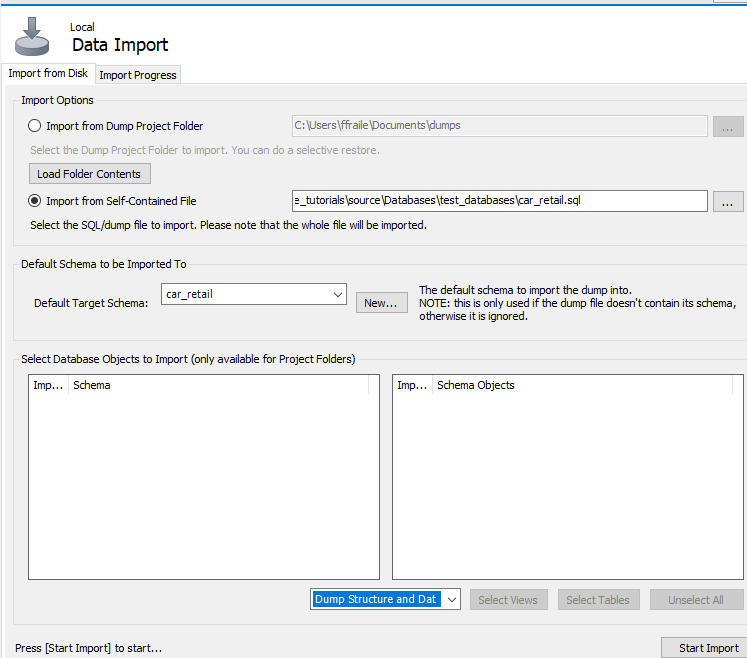 Local
Data Import
Import from Disk
Import Progress
Import Options
Import from Dump Project Folder
C:\Users\ffraile\Documents\dumps
...
Select the Dump Project Folder to import. You can do a selective restore.
Load Folder Contents
Import from Self-Contained File
e_tutorials\source\Databases\test_databases\car_retail.sql
...
Select the SQL/dump file to import. Please note that the whole file will be imported.
Default Schema to be Imported To
Default Target Schema:
car_retail
New...
The default schema to import the dump into.
NOTE: this is only used if the dump file doesn't contain its schema,
otherwise it is ignored.
Select Database Objects to Import (only available for Project Folders)
Imp... Schema
Imp... Schema Objects
Dump Structure and Dat
Select Views
Select Tables
Unselect All
Press [Start Import] to start...
Start Import